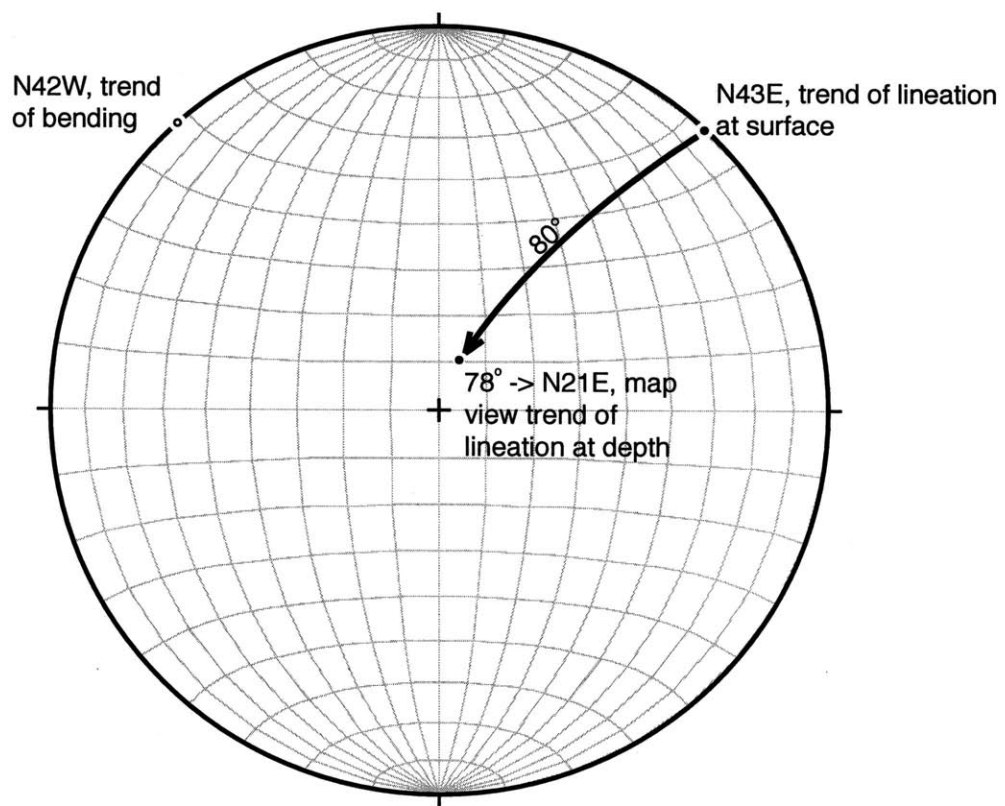 N42W, trend
of bending
N43E, trend of lineation
at surface
80°
78° -> N21E, map
view trend of
lineation at depth